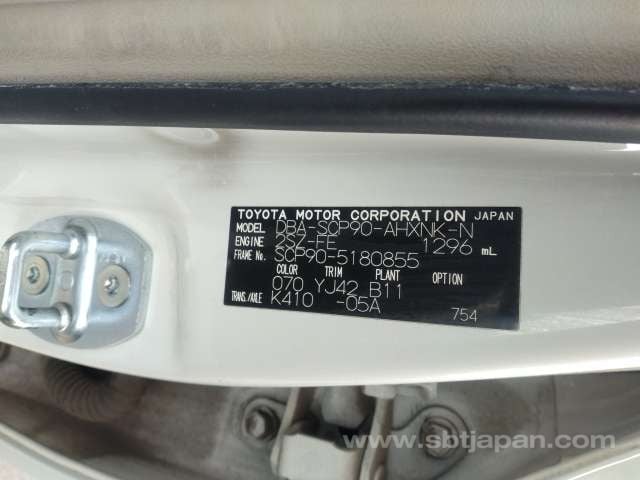 TOYOTA MOTOR CORPORATION JAPAN
MODEL DBA-SCP90-AHXNK-N
ENGINE 2SZ-FE 1296 mL
FRAME No. SCP90-5180855
COLOR TRIM PLANT OPTION
070 YJ42 B11
TRANS./AXLE K410 -05A
754
www.sbtjapan.com/